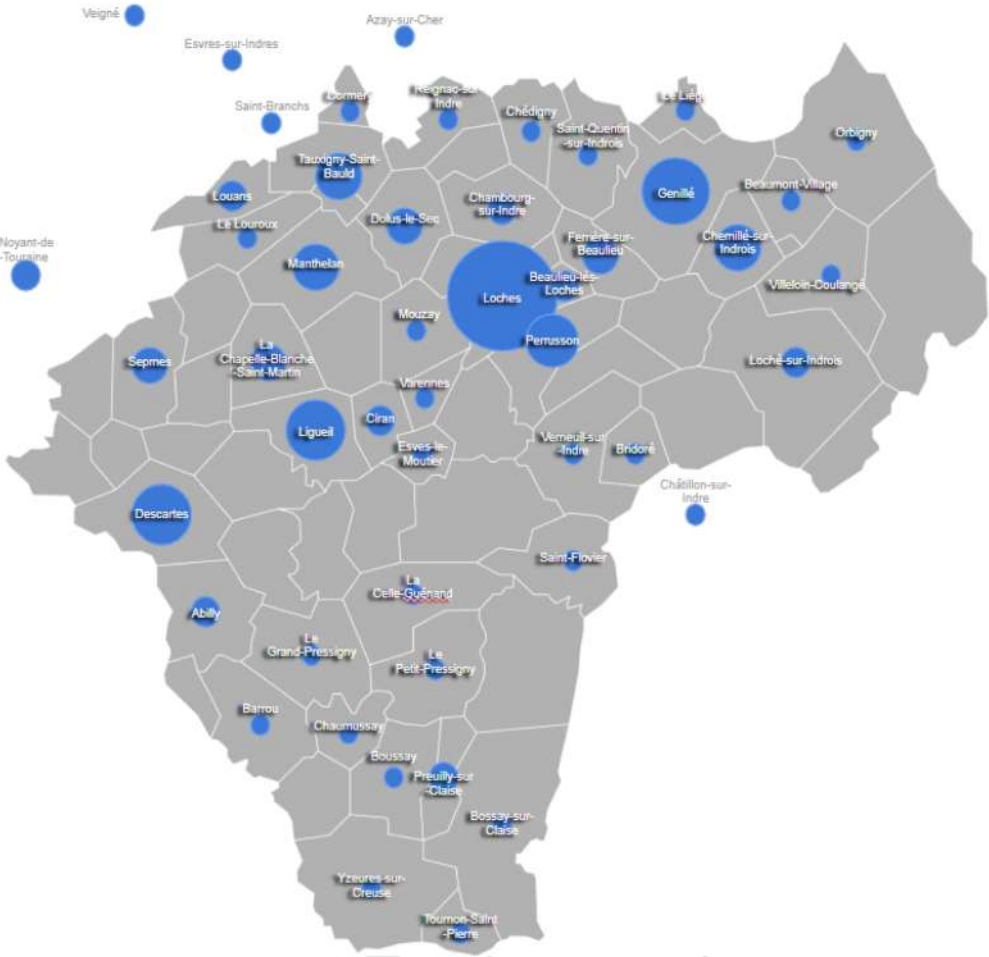 Veigné
Azay-sur-Cher
Esvres-sur-Indres
Saint-Branchs
Cormery
Reignac-sur
Indre
Chédigny
Saint-Quentin
-sur-Indrois
Le Liège
Orbigny
Tauxigny-Saint-
Bauld
Louans
Le Louroux
Dolus-le-Sec
Chambourg-
sur-Indre
Genillé
Beaumont-Village
Noyant-de
-Touraine
Manthelan
Ferrière-sur-
Beaulieu
Chemillé-sur-
Indrois
Beaulieu-lès-
Loches
Loches
Villeloin-Coulangé
Mouzay
Perrusson
Sepmes
La
Chapelle-Blanche
-Saint-Martin
Loché-sur-Indrois
Varennes
Ligueil
Ciran
Esves-le-
Moutier
Verneuil-sur
-Indre
Bridoré
Châtillon-sur-
Indre
Descartes
Saint-Flovier
La
Celle-Guénand
Abilly
Le
Grand-Pressigny
Le
Petit-Pressigny
Barrou
Chaumussay
Boussay
Preuilly-sur
-Claise
Bossay-sur-
Claise
Yzeures-sur-
Creuse
Tournon-Saint
-Pierre